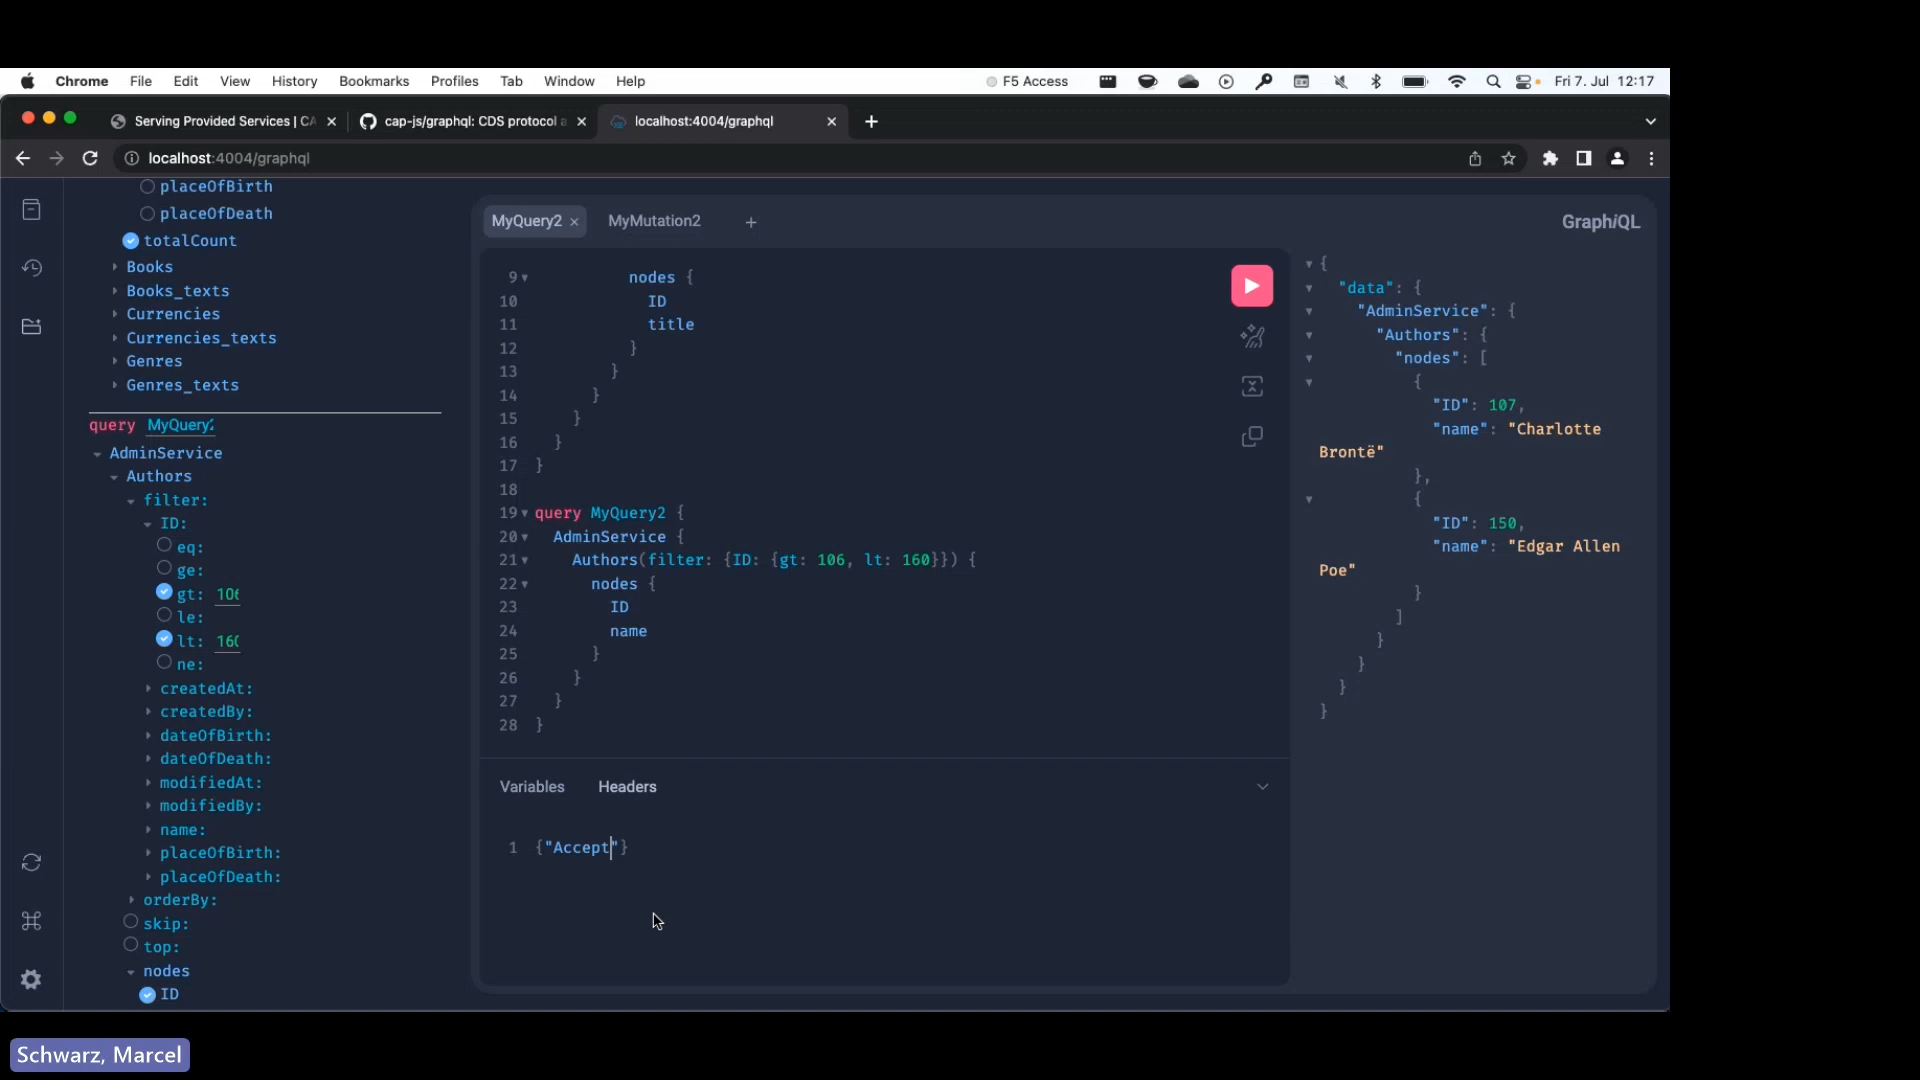 Chrome File Edit View History Bookmarks Profiles Tab Window Help F5 Access Fri 7. Jul 12:17
Serving Provided Services | CA
cap-js/graphql: CDS protocol a
localhost:4004/graphql
localhost:4004/graphql
placeOfBirth
placeOfDeath
totalCount
Books
Books_texts
Currencies
Currencies_texts
Genres
Genres_texts
query MyQuery2
AdminService
Authors
filter:
ID:
eq:
ge:
gt: 106
le:
lt: 160
ne:
createdAt:
createdBy:
dateOfBirth:
dateOfDeath:
modifiedAt:
modifiedBy:
name:
placeOfBirth:
placeOfDeath:
orderBy:
skip:
top:
nodes
ID
MyQuery2
MyMutation2
GraphiQL
9 nodes {
10 ID
11 title
12 }
13 }
14 }
15 }
16 }
17 }
18
19 query MyQuery2 {
20 AdminService {
21 Authors(filter: {ID: {gt: 106, lt: 160}}) {
22 nodes {
23 ID
24 name
25 }
26 }
27 }
28 }
Variables Headers
1 {"Accept"}
{
"data": {
"AdminService": {
"Authors": {
"nodes": [
{
"ID": 107,
"name": "Charlotte
Brontë"
},
{
"ID": 150,
"name": "Edgar Allen
Poe"
}
]
}
}
}
}
Schwarz, Marcel